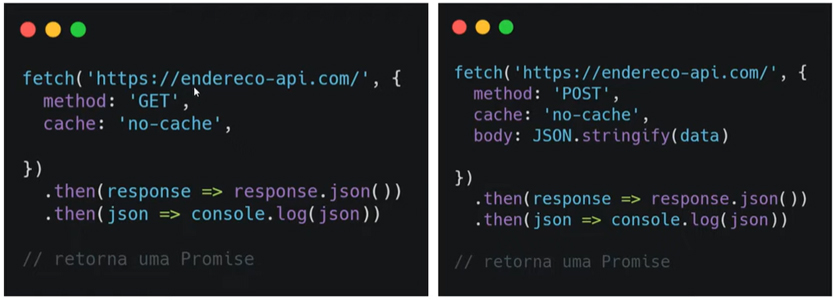 fetch('https://endereco-api.com/', {
  method: 'GET',
  cache: 'no-cache',
})
  .then(response => response.json())
  .then(json => console.log(json))
// retorna uma Promise
fetch('https://endereco-api.com/', {
  method: 'POST',
  cache: 'no-cache',
  body: JSON.stringify(data)
})
  .then(response => response.json())
  .then(json => console.log(json))
// retorna uma Promise